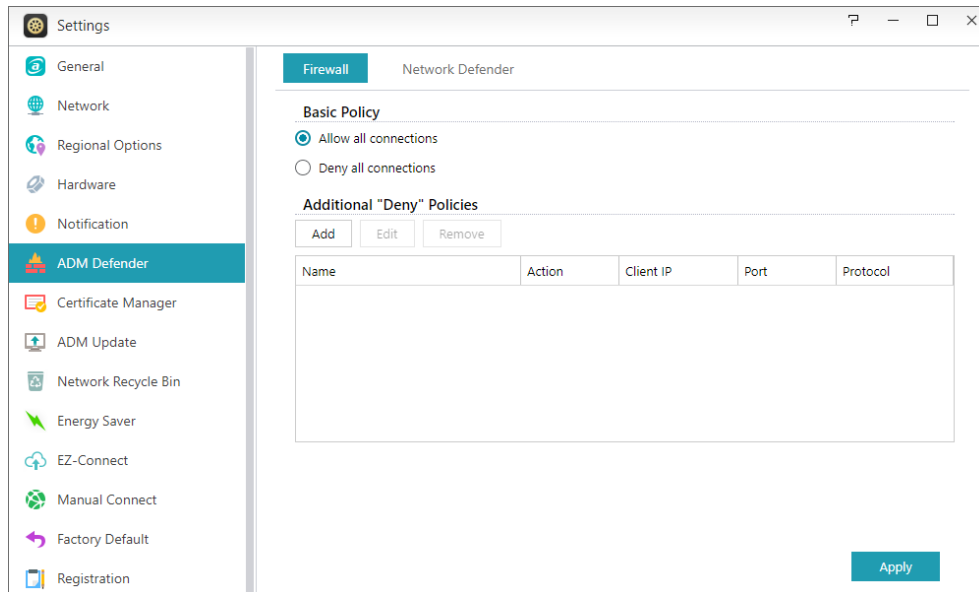 Settings
General
Network
Regional Options
Hardware
Notification
ADM Defender
Certificate Manager
ADM Update
Network Recycle Bin
Energy Saver
EZ-Connect
Manual Connect
Factory Default
Registration
Firewall Network Defender
Basic Policy
Allow all connections
Deny all connections
Additional "Deny" Policies
Add Edit Remove
Name Action Client IP Port Protocol
Apply